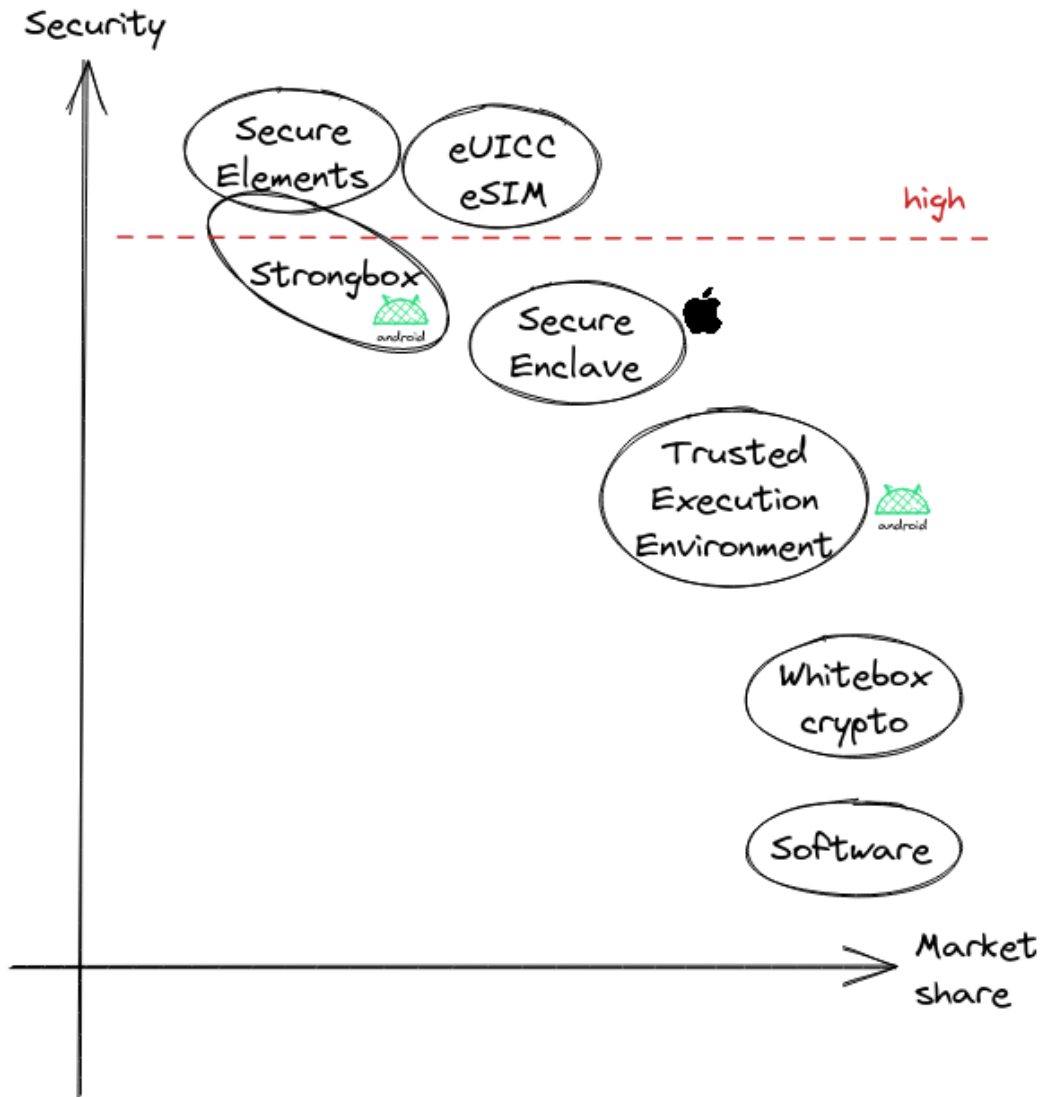 Security
Secure
Elements
eUICC
eSIM
high
Strongbox
android
Secure
Enclave
Trusted
Execution
Environment
android
Whitebox
crypto
Software
Market
share